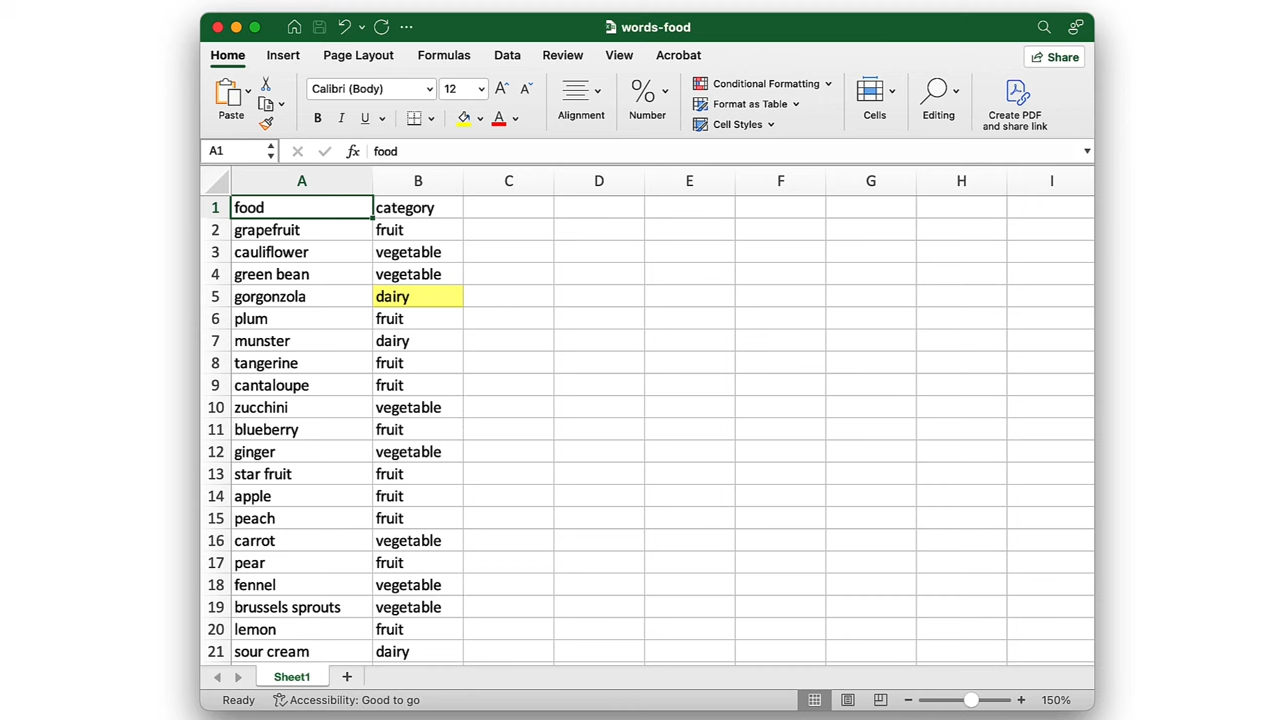 words-food
Home Insert Page Layout Formulas Data Review View Acrobat Share
Paste
Calibri (Body) 12
B I U
Alignment
%
Number
Conditional Formatting
Format as Table
Cell Styles
Cells
Editing
Create PDF
and share link
A1 fx food
A B C D E F G H I
1 food category
2 grapefruit fruit
3 cauliflower vegetable
4 green bean vegetable
5 gorgonzola dairy
6 plum fruit
7 munster dairy
8 tangerine fruit
9 cantaloupe fruit
10 zucchini vegetable
11 blueberry fruit
12 ginger vegetable
13 star fruit fruit
14 apple fruit
15 peach fruit
16 carrot vegetable
17 pear fruit
18 fennel vegetable
19 brussels sprouts vegetable
20 lemon fruit
21 sour cream dairy
Sheet1 +
Ready Accessibility: Good to go 150%